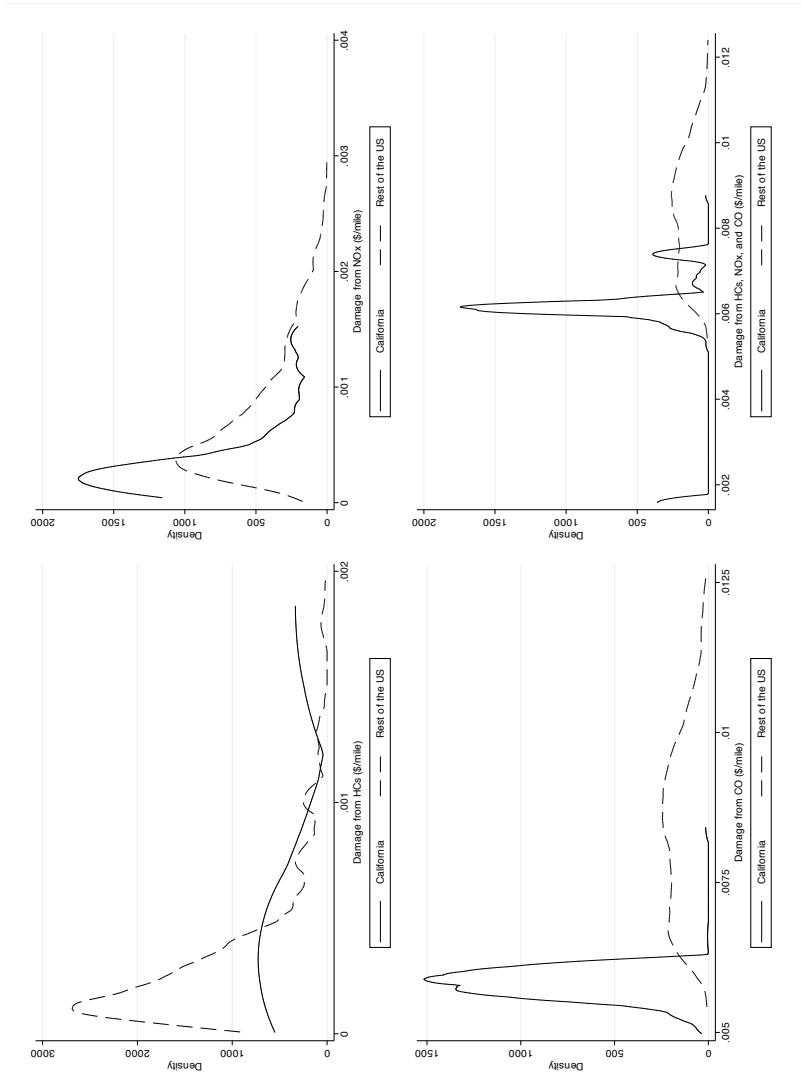 Density
3000
2000
1000
0
0
.001
.002
Damage from HCs ($/mile)
California
Rest of the US
Density
2000
1500
1000
500
0
0
.001
.002
.003
.004
Damage from NOx ($/mile)
California
Rest of the US
Density
1500
1000
500
0
.005
.0075
.01
.0125
Damage from CO ($/mile)
California
Rest of the US
Density
2000
1500
1000
500
0
.002
.004
.006
.008
.01
.012
Damage from HCs, NOx, and CO ($/mile)
California
Rest of the US